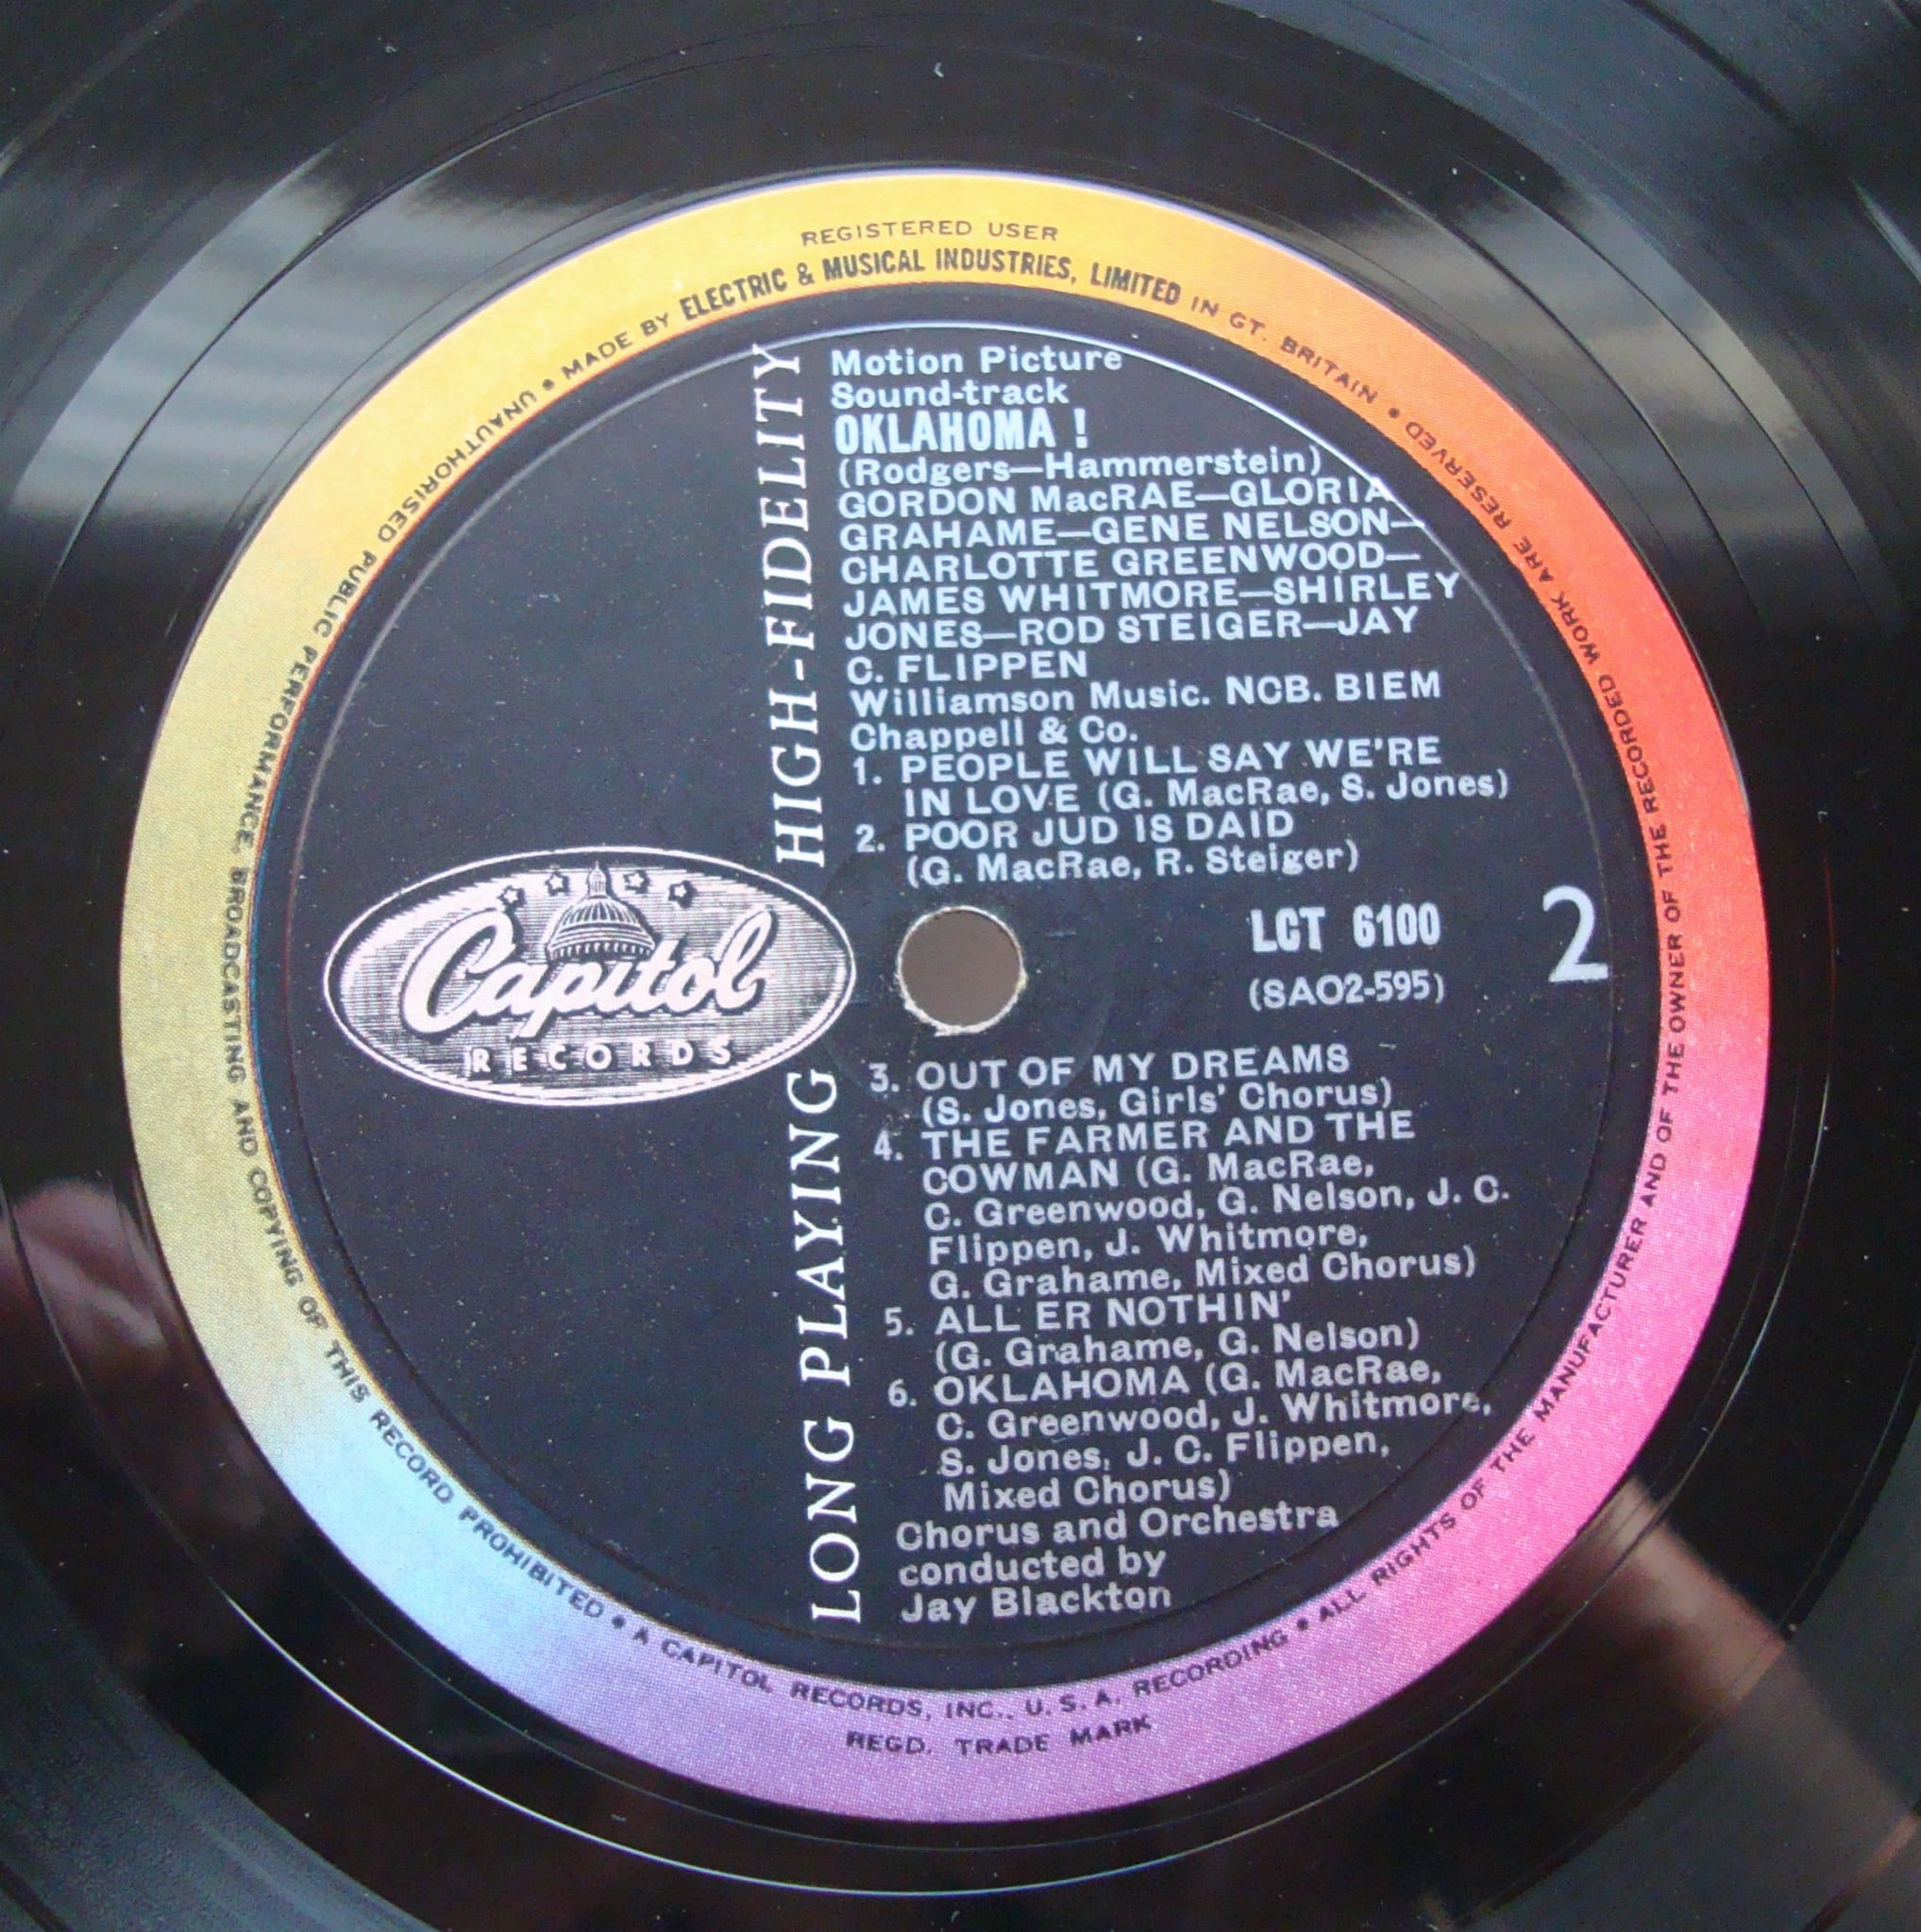 REGISTERED USER
MADE BY ELECTRIC & MUSICAL INDUSTRIES, LIMITED IN GT. BRITAIN • ALL RIGHTS OF THE MANUFACTURER AND OF THE OWNER OF THE RECORDED WORK ARE RESERVED •
UNAUTHORISED PUBLIC PERFORMANCE, BROADCASTING AND COPYING OF THIS RECORD PROHIBITED •
HIGH-FIDELITY
Motion Picture
Sound-track
OKLAHOMA !
(Rodgers—Hammerstein)
GORDON MacRAE—GLORIA
GRAHAME—GENE NELSON—
CHARLOTTE GREENWOOD—
JAMES WHITMORE—SHIRLEY
JONES—ROD STEIGER—JAY
C. FLIPPEN
Williamson Music. NCB. BIEM
Chappell & Co.
1. PEOPLE WILL SAY WE'RE
IN LOVE (G. MacRae, S. Jones)
2. POOR JUD IS DAID
(G. MacRae, R. Steiger)
Capitol
RECORDS
LCT 6100
(SAO2-595)
2
LONG PLAYING
3. OUT OF MY DREAMS
(S. Jones, Girls' Chorus)
4. THE FARMER AND THE
COWMAN (G. MacRae,
C. Greenwood, G. Nelson, J. C.
Flippen, J. Whitmore,
G. Grahame, Mixed Chorus)
5. ALL ER NOTHIN'
(G. Grahame, G. Nelson)
6. OKLAHOMA (G. MacRae,
C. Greenwood, J. Whitmore,
S. Jones, J. C. Flippen,
Mixed Chorus)
Chorus and Orchestra
conducted by
Jay Blackton
A CAPITOL RECORDS, INC., U.S.A. RECORDING •
REGD. TRADE MARK